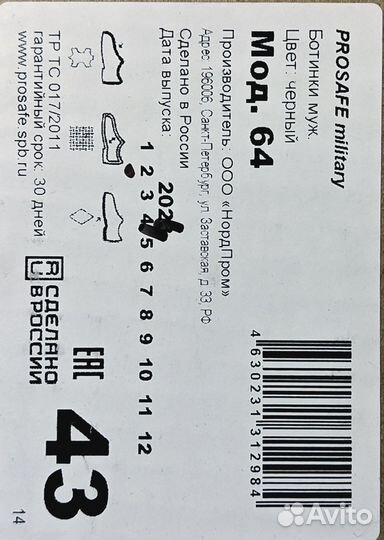 PROSAFE military
Ботинки муж.
Цвет: черный
Мод. 64
Производитель: ООО «НордПром»
Адрес: 196006, Санкт-Петербург, ул. Заставская, д. 33, РФ
Сделано в России
Дата выпуска:
1 2 3 4 5 6 7 8 9 10 11 12
ТР ТС 017/2011
гарантийный срок: 30 дней
www.prosafe.spb.ru
4 630231 312984
RU СДЕЛАНО
В РОССИИ
EAC
43
14
Avito